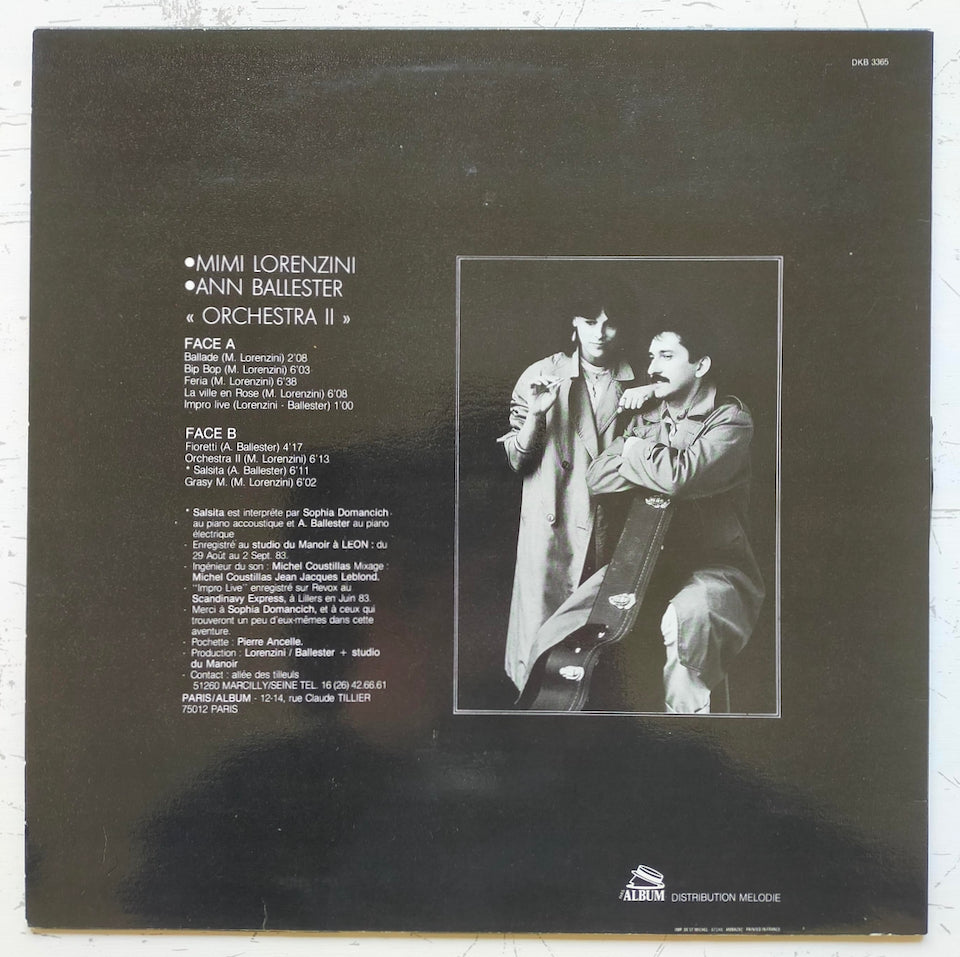 DKB 3365
•MIMI LORENZINI
•ANN BALLESTER
« ORCHESTRA II »
FACE A
Ballade (M. Lorenzini) 2'08
Bip Bop (M. Lorenzini) 6'03
Feria (M. Lorenzini) 6'38
La ville en Rose (M. Lorenzini) 6'08
Impro live (Lorenzini - Ballester) 1'00
FACE B
Fioretti (A. Ballester) 4'17
Orchestra II (M. Lorenzini) 6'13
* Salsita (A. Ballester) 6'11
Grasy M. (M. Lorenzini) 6'02
* Salsita est interprétée par Sophia Domancich
au piano accoustique et A. Ballester au piano
électrique
- Enregistré au studio du Manoir à LEON : du
29 Août au 2 Sept. 83.
- Ingénieur du son : Michel Coustillas Mixage :
Michel Coustillas Jean Jacques Leblond.
- "Impro Live" enregistré sur Revox au
Scandinavy Express, à Lillers en Juin 83.
- Merci à Sophia Domancich, et à ceux qui
trouveront un peu d'eux-mêmes dans cette
aventure.
- Pochette : Pierre Ancelle.
- Production : Lorenzini / Ballester + studio
du Manoir
- Contact : allée des tilleuls
51260 MARCILLY/SEINE TEL. 16 (26) 42.66.61
PARIS/ALBUM - 12-14, rue Claude TILLIER
75012 PARIS
ALBUM DISTRIBUTION MELODIE
PRINTED IN FRANCE